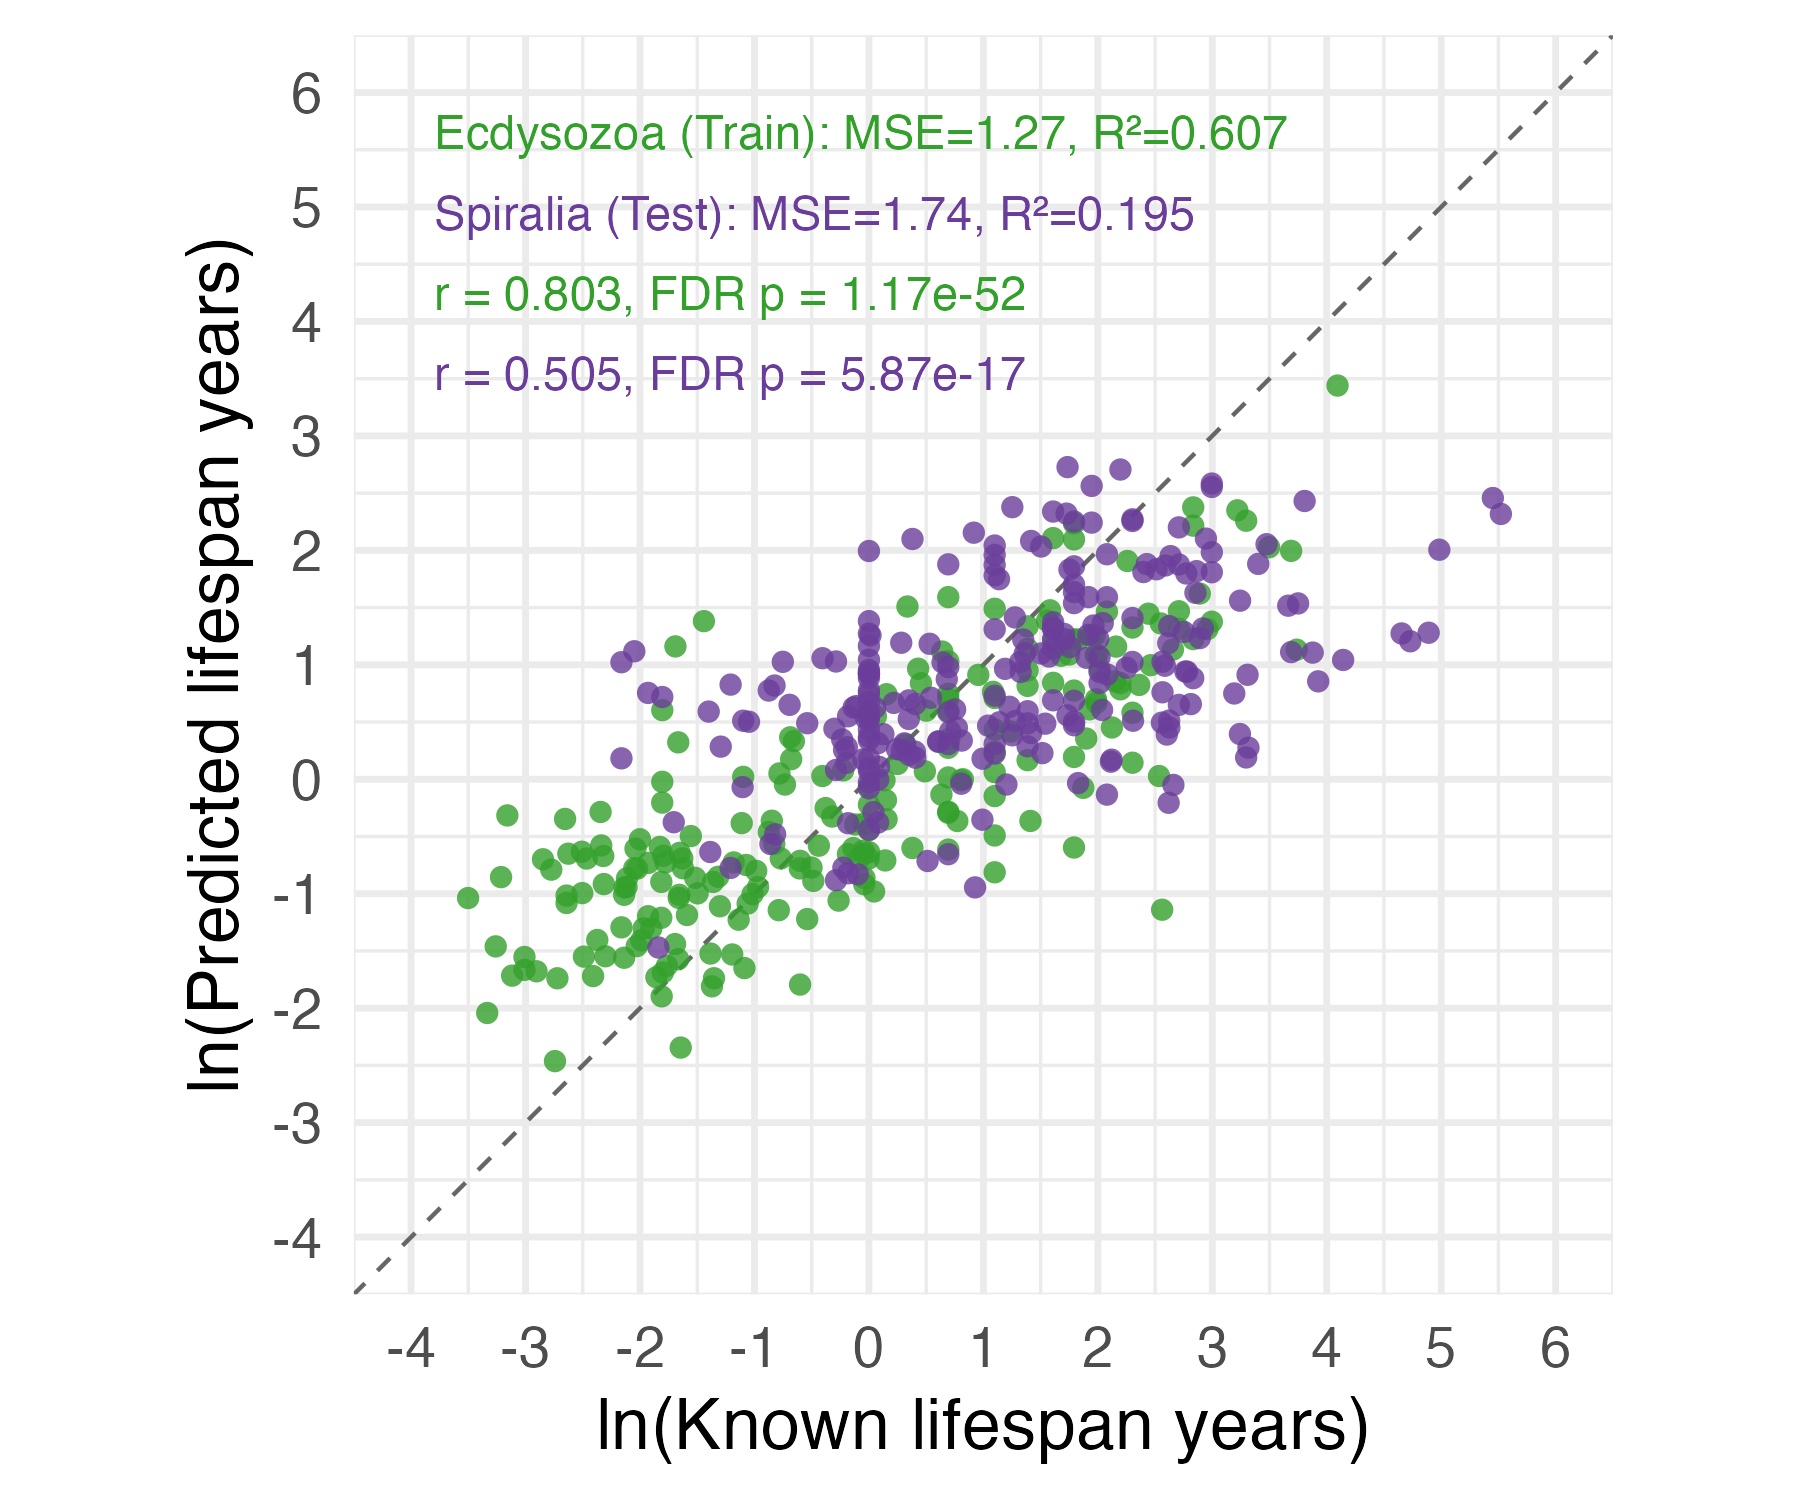 Ecdysozoa (Train): MSE=1.27, R²=0.607
Spiralia (Test): MSE=1.74, R²=0.195
r = 0.803, FDR p = 1.17e-52
r = 0.505, FDR p = 5.87e-17
ln(Predicted lifespan years)
6
5
4
3
2
1
0
-1
-2
-3
-4
-4 -3 -2 -1 0 1 2 3 4 5 6
ln(Known lifespan years)